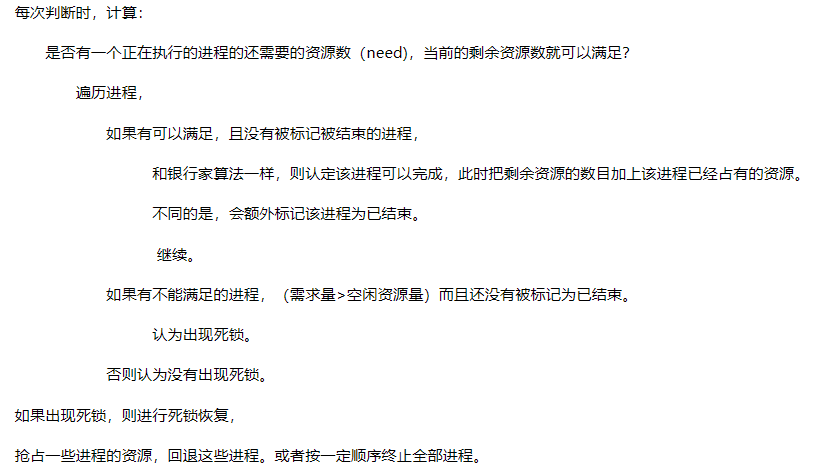 每次判断时，计算：
是否有一个正在执行的进程的还需要的资源数（need），当前的剩余资源数就可以满足？
遍历进程，
如果有可以满足，且没有被标记被结束的进程，
和银行家算法一样，则认定该进程可以完成，此时把剩余资源的数目加上该进程已经占有的资源。
不同的是，会额外标记该进程为已结束。
继续。
如果有不能满足的进程，（需求量>空闲资源量）而且还没有被标记为已结束。
认为出现死锁。
否则认为没有出现死锁。
如果出现死锁，则进行死锁恢复，
抢占一些进程的资源，回退这些进程。或者按一定顺序终止全部进程。